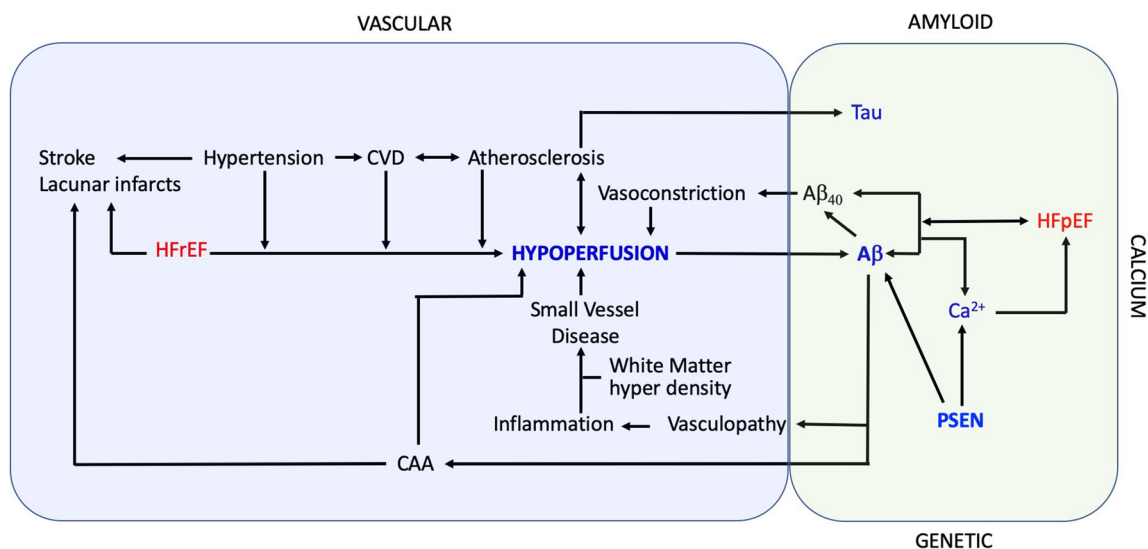 VASCULAR
AMYLOID
Tau
Stroke
Hypertension
CVD
Atherosclerosis
Lacunar infarcts
Vasoconstriction
Aβ₄₀
HFpEF
HFrEF
HYPOPERFUSION
Aβ
CALCIUM
Small Vessel
Disease
Ca²⁺
White Matter
hyper density
Inflammation
Vasculopathy
PSEN
CAA
GENETIC